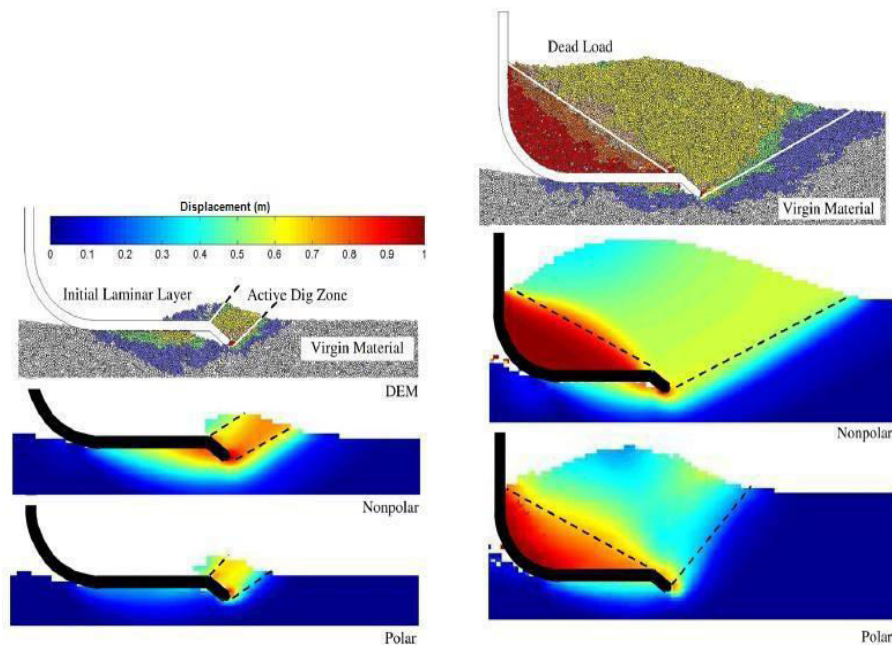 Displacement (m)
0 0.1 0.2 0.3 0.4 0.5 0.6 0.7 0.8 0.9 1
Initial Laminar Layer Active Dig Zone
Virgin Material
DEM
Nonpolar
Polar
Dead Load
Virgin Material
Nonpolar
Polar